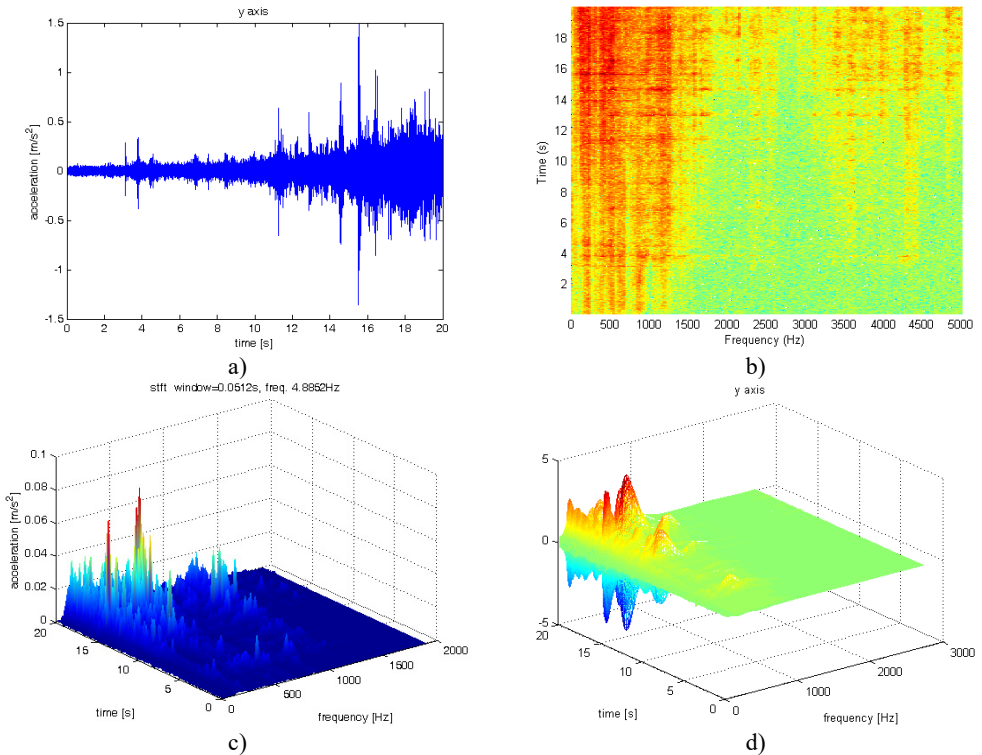 y axis
1.5
1
0.5
0
-0.5
-1
-1.5
acceleration [m/s²]
0 2 4 6 8 10 12 14 16 18 20
time [s]
a)
18
16
14
12
10
8
6
4
2
Time (s)
0 500 1000 1500 2000 2500 3000 3500 4000 4500 5000
Frequency (Hz)
b)
stft window=0.0512s, freq. 4.8852Hz
0.1
0.08
0.06
0.04
0.02
0
acceleration [m/s²]
20 15 10 5 0
time [s]
0 500 1000 1500 2000
frequency [Hz]
c)
y axis
5
0
-5
20 15 10 5 0
time [s]
0 1000 2000 3000
frequency [Hz]
d)